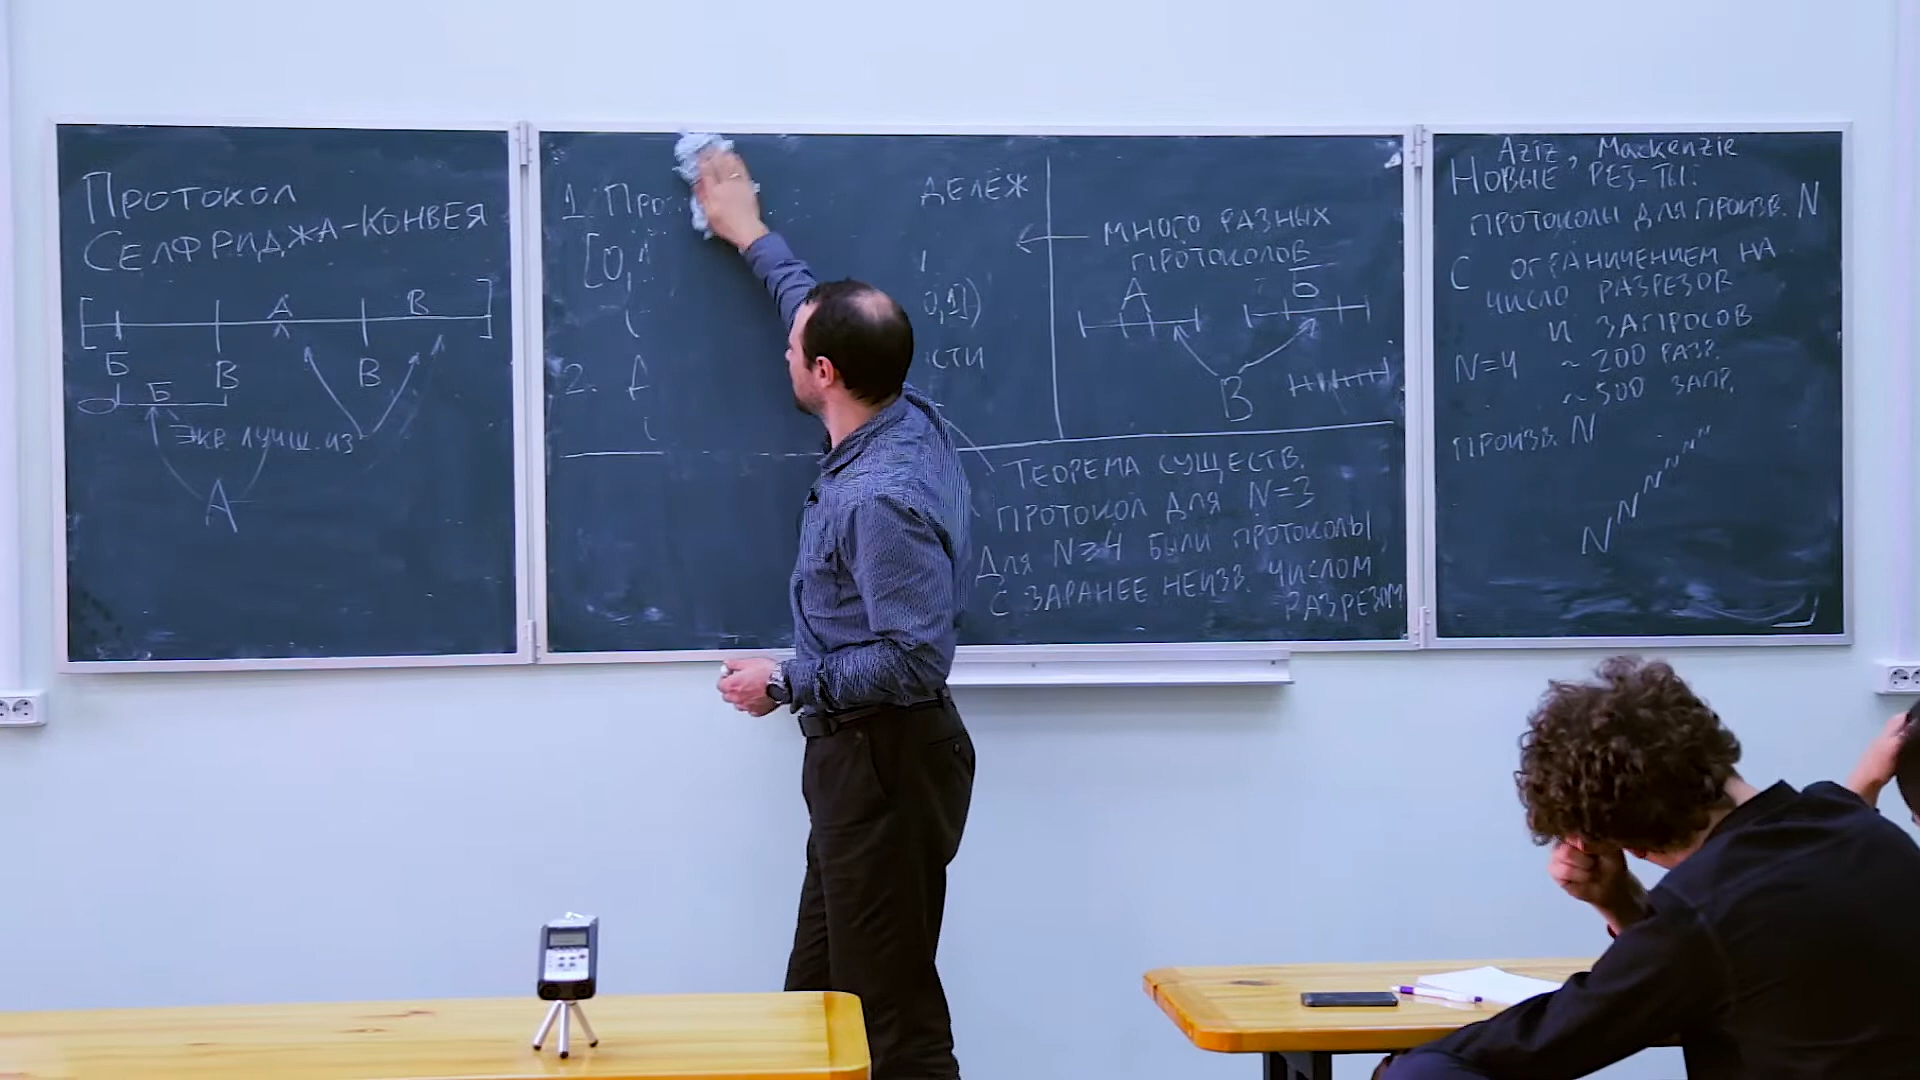 Протокол
Селфриджа-Конвея
А В
Б В В
Б
Экв. лучш. из
А
1. Про
дележ
[0,
0,1])
сти
2. А
много разных
протоколов
А Б
В
Теорема существ.
протокол для N=3
Для N≥4 были протоколы
с заранее неизв. числом
разрезом
Aziz, Mackenzie
Новые рез-ты:
протоколы для произв. N
с ограничением на
число разрезов
и запросов
N=4 ~200 разр.
~500 запр.
произв. N
N N N N N N